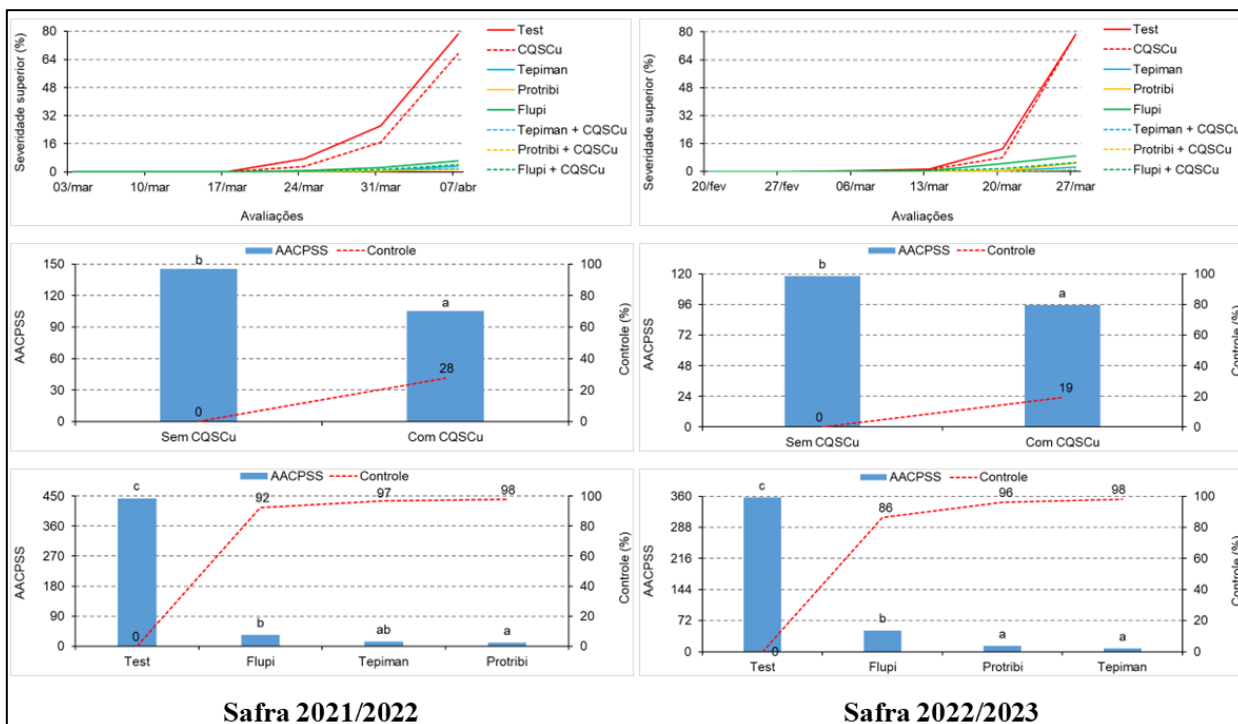 80
64
48
32
16
0
Severidade superior (%)
03/mar 10/mar 17/mar 24/mar 31/mar 07/abr
Avaliações
Test
CQSCu
Tepiman
Protribi
Flupi
Tepiman + CQSCu
Protribi + CQSCu
Flupi + CQSCu
80
64
48
32
16
0
Severidade superior (%)
20/fev 27/fev 06/mar 13/mar 20/mar 27/mar
Avaliações
Test
CQSCu
Tepiman
Protribi
Flupi
Tepiman + CQSCu
Protribi + CQSCu
Flupi + CQSCu
AACPSS Controle
150
120
90
60
30
0
AACPSS
b
a
0
28
100
80
60
40
20
0
Controle (%)
Sem CQSCu Com CQSCu
AACPSS Controle
120
96
72
48
24
0
AACPSS
b
a
0
19
100
80
60
40
20
0
Controle (%)
Sem CQSCu Com CQSCu
AACPSS Controle
450
360
270
180
90
0
AACPSS
c
92
97
98
0
b
ab
a
100
80
60
40
20
0
Controle (%)
Test Flupi Tepiman Protribi
AACPSS Controle
360
288
216
144
72
0
AACPSS
c
86
96
98
0
b
a
a
100
80
60
40
20
0
Controle (%)
Test Flupi Protribi Tepiman
Safra 2021/2022
Safra 2022/2023